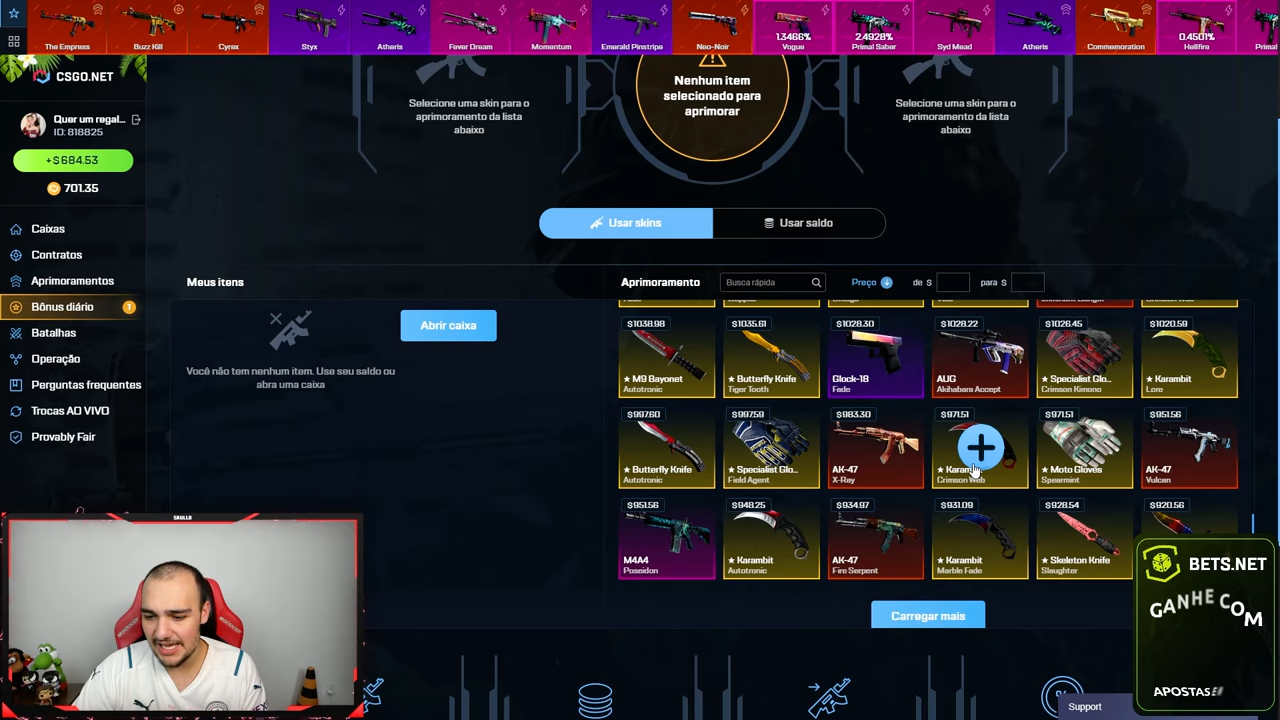 The Empress
Buzz Kill
Cyrex
Styx
Atheris
Fever Dream
Momentum
Emerald Pinstripe
Neo-Noir
1.3466%
Vogue
2.4928%
Primal Saber
Syd Mead
Atheris
Commemoration
0.4501%
Hellfire
Primal
CSGO.NET
Quer um regal...
ID: 818825
+$684.53
701.35
Caixas
Contratos
Aprimoramentos
Bônus diário
1
Batalhas
Operação
Perguntas frequentes
Trocas AO VIVO
Provably Fair
Selecione uma skin para o
aprimoramento da lista
abaixo
Nenhum item
selecionado para
aprimorar
Selecione uma skin para o
aprimoramento da lista
abaixo
Usar skins
Usar saldo
Meus itens
Abrir caixa
Você não tem nenhum item. Use seu saldo ou
abra uma caixa
Aprimoramento
Busca rápida
Preço
de $
para $
$1038.98
★ M9 Bayonet
Autotronic
$1035.61
★ Butterfly Knife
Tiger Tooth
$1028.30
Glock-18
Fade
$1028.22
AUG
Akihabara Accept
$1026.45
★ Specialist Glo...
Crimson Kimono
$1020.59
★ Karambit
Lore
$997.60
★ Butterfly Knife
Autotronic
$997.59
★ Specialist Glo...
Field Agent
$983.30
AK-47
X-Ray
$971.51
★ Karambit
Crimson Web
$971.51
★ Moto Gloves
Spearmint
$951.56
AK-47
Vulcan
$951.56
M4A4
Poseidon
$948.25
★ Karambit
Autotronic
$934.97
AK-47
Fire Serpent
$931.09
★ Karambit
Marble Fade
$928.54
★ Skeleton Knife
Slaughter
$920.56
Carregar mais
SKULLO
BETS.NET
GANHE COM
APOSTAS
Support